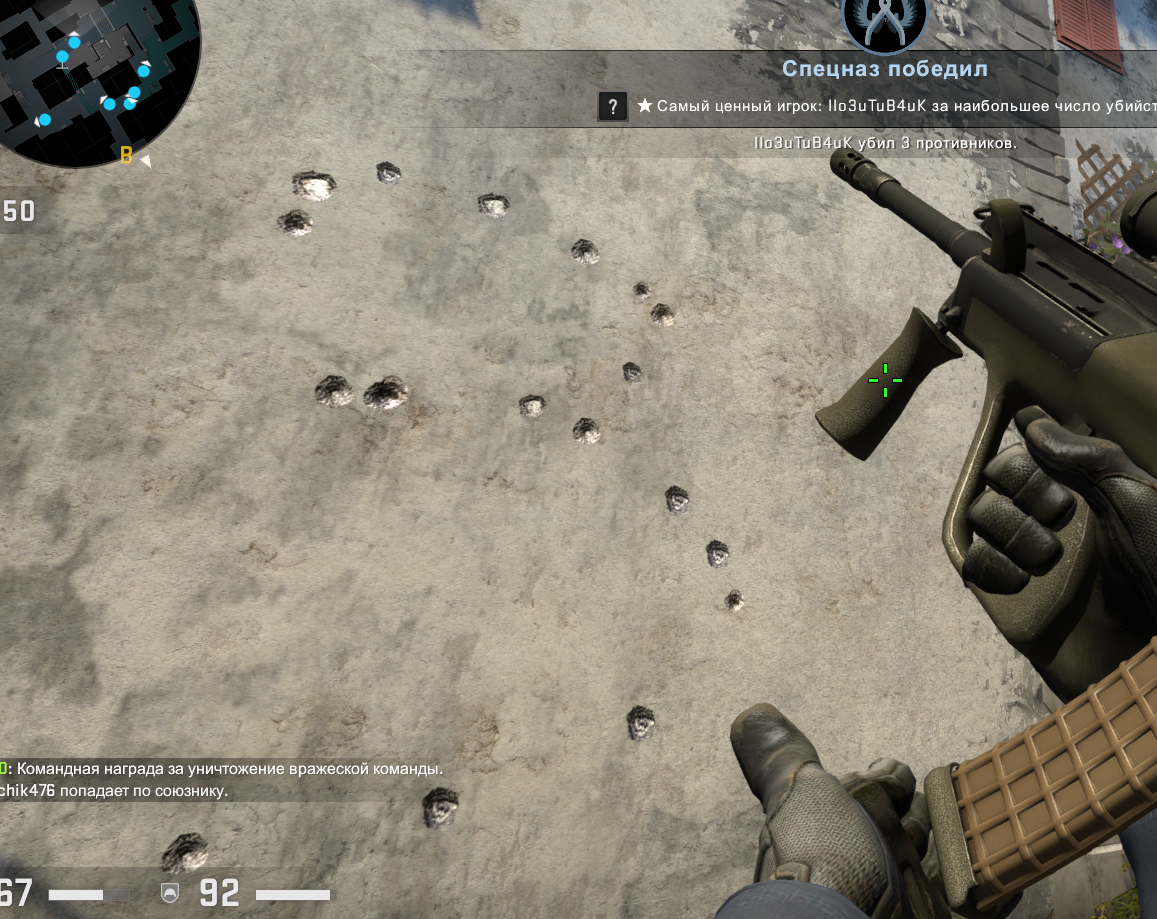 Спецназ победил
? ★ Самый ценный игрок: IIo3uTuB4uK за наибольшее число убийст
IIo3uTuB4uK убил 3 противников.
B
50
: Командная награда за уничтожение вражеской команды.
chik476 попадает по союзнику.
67 92